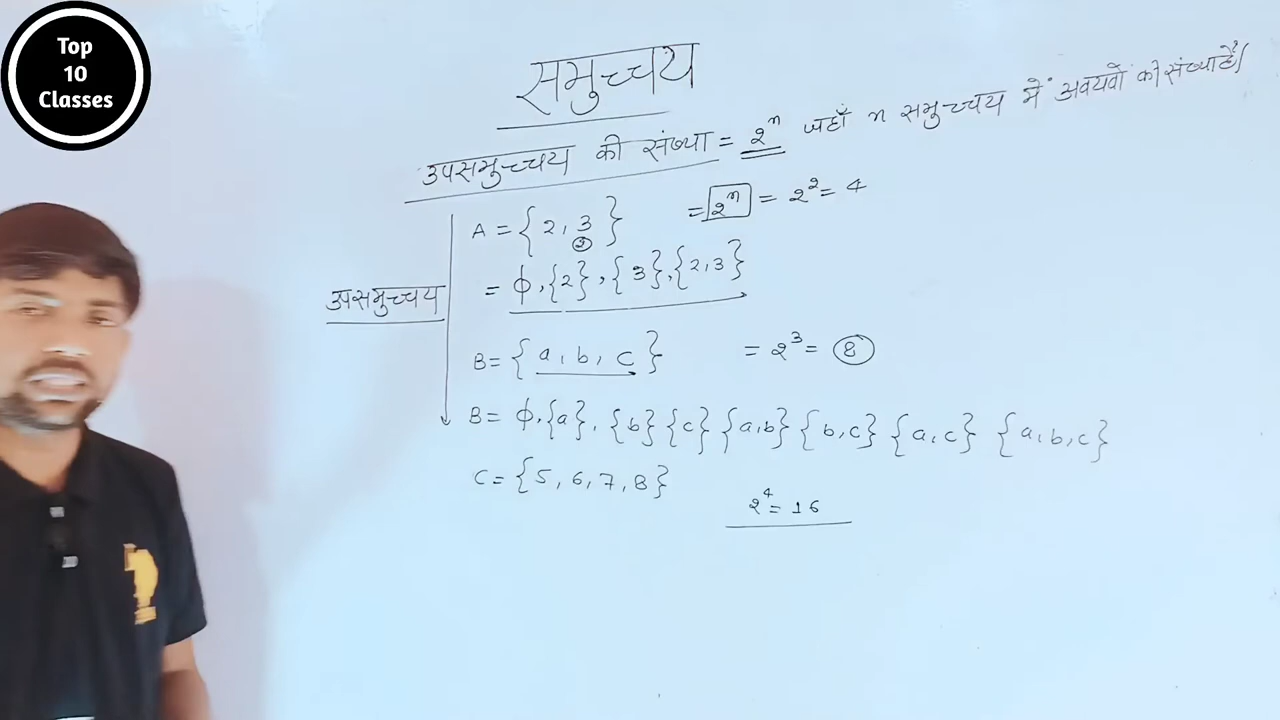 Top
10
Classes
समुच्चय
उपसमुच्चय की संख्या = 2ⁿ जहाँ n समुच्चय में अवयवों की संख्या है।
A = {2, 3} = 2ⁿ = 2² = 4
2
= ϕ, {2}, {3}, {2,3}
उपसमुच्चय
B = {a, b, c} = 2³ = 8
B = ϕ, {a}, {b} {c} {a,b} {b,c} {a,c} {a,b,c}
C = {5, 6, 7, 8}
2⁴ = 16